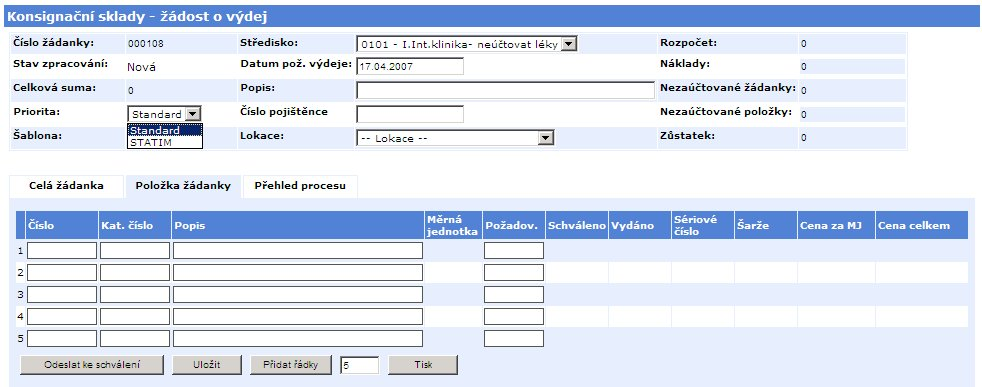 Konsignační sklady - žádost o výdej
Číslo žádanky: 000108 Středisko: 0101 - I.Int.klinika- neúčtovat léky Rozpočet: 0
Stav zpracování: Nová Datum pož. výdeje: 17.04.2007 Náklady: 0
Celková suma: 0 Popis: Nezaúčtované žádanky: 0
Priorita: Standard Číslo pojištěnce Nezaúčtované položky: 0
Standard
Šablona: STATIM Lokace: -- Lokace -- Zůstatek: 0
Celá žádanka Položka žádanky Přehled procesu
Číslo Kat. číslo Popis Měrná jednotka Požadov. Schváleno Vydáno Sériové číslo Šarže Cena za MJ Cena celkem
1
2
3
4
5
Odeslat ke schválení Uložit Přidat řádky 5 Tisk